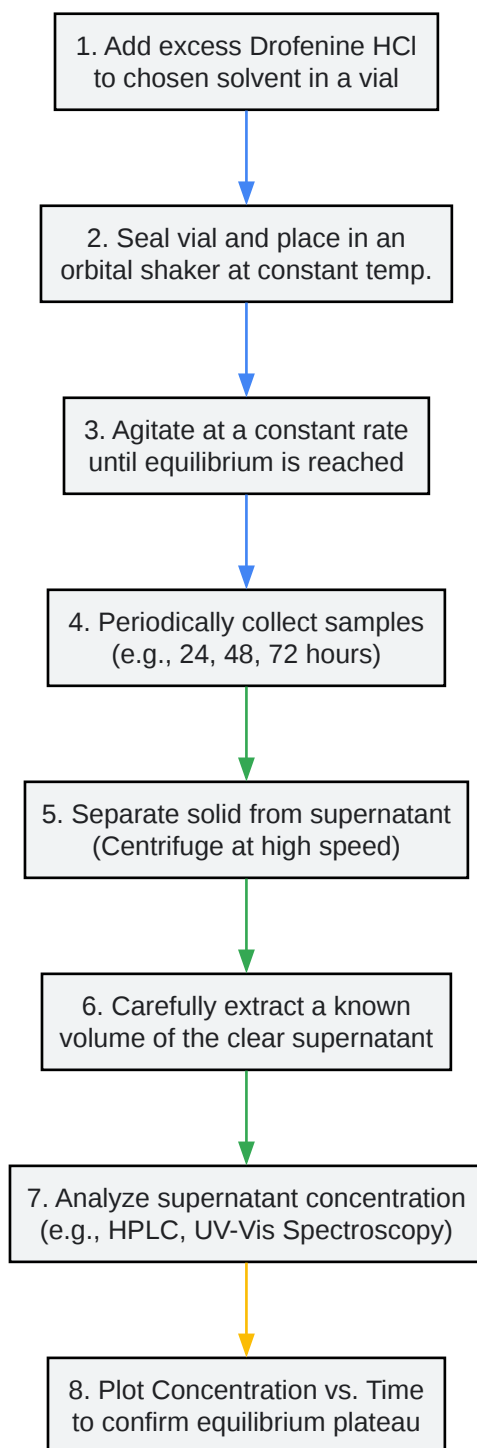 1. Add excess Drofenine HCl
to chosen solvent in a vial
2. Seal vial and place in an
orbital shaker at constant temp.
3. Agitate at a constant rate
until equilibrium is reached
4. Periodically collect samples
(e.g., 24, 48, 72 hours)
5. Separate solid from supernatant
(Centrifuge at high speed)
6. Carefully extract a known
volume of the clear supernatant
7. Analyze supernatant concentration
(e.g., HPLC, UV-Vis Spectroscopy)
8. Plot Concentration vs. Time
to confirm equilibrium plateau